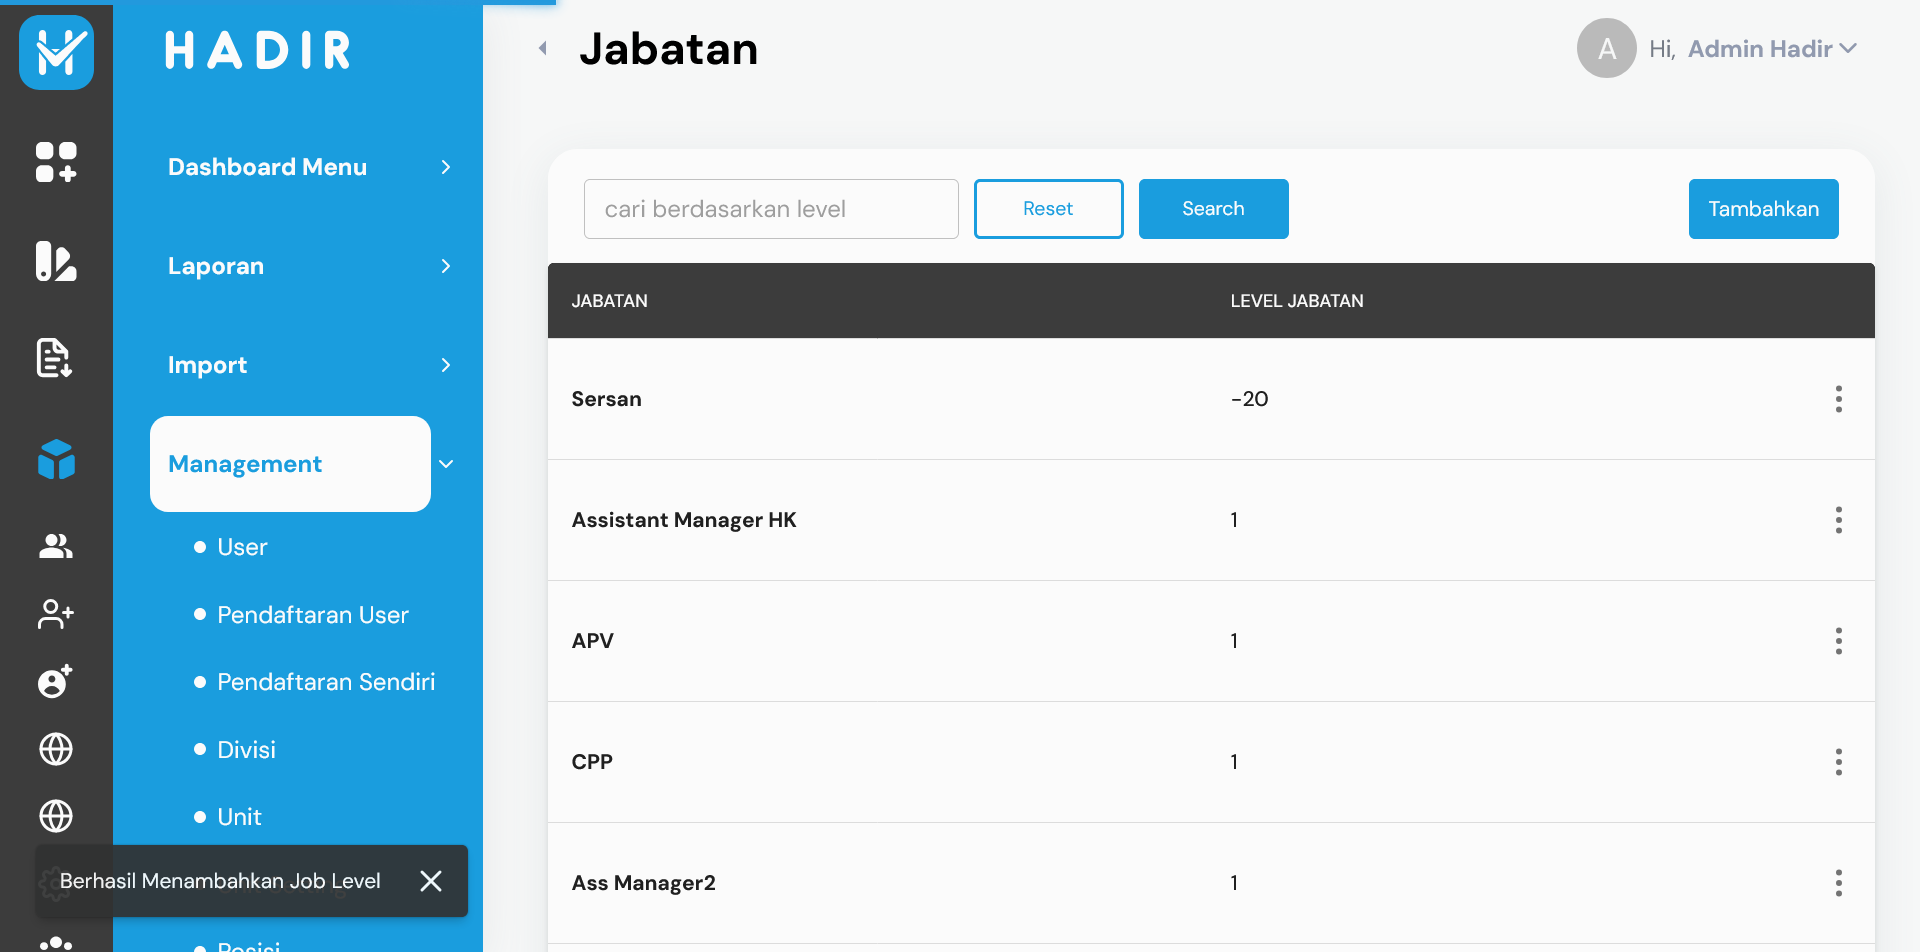 HADIR
Dashboard Menu
Laporan
Import
Management
User
Pendaftaran User
Pendaftaran Sendiri
Divisi
Unit
Berhasil Menambahkan Job Level
Posisi
Jabatan
A
Hi, Admin Hadir
cari berdasarkan level
Reset
Search
Tambahkan
JABATAN LEVEL JABATAN
Sersan -20
Assistant Manager HK 1
APV 1
CPP 1
Ass Manager2 1